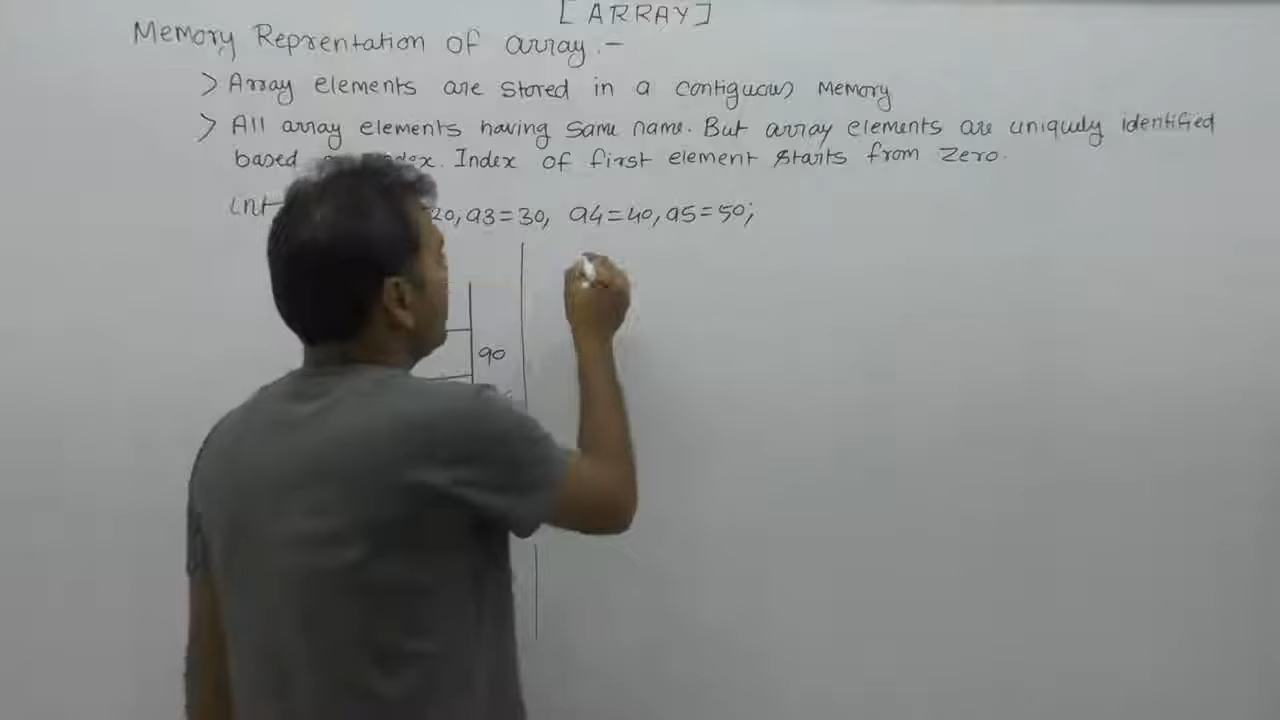 [ARRAY]
Memory Reprentation of array :-
> Array elements are stored in a contiguous Memory
> All array elements having same name. But array elements are uniquely identified
based index. Index of first element starts from zero.
int 20, a3=30, a4=40, a5=50;
90